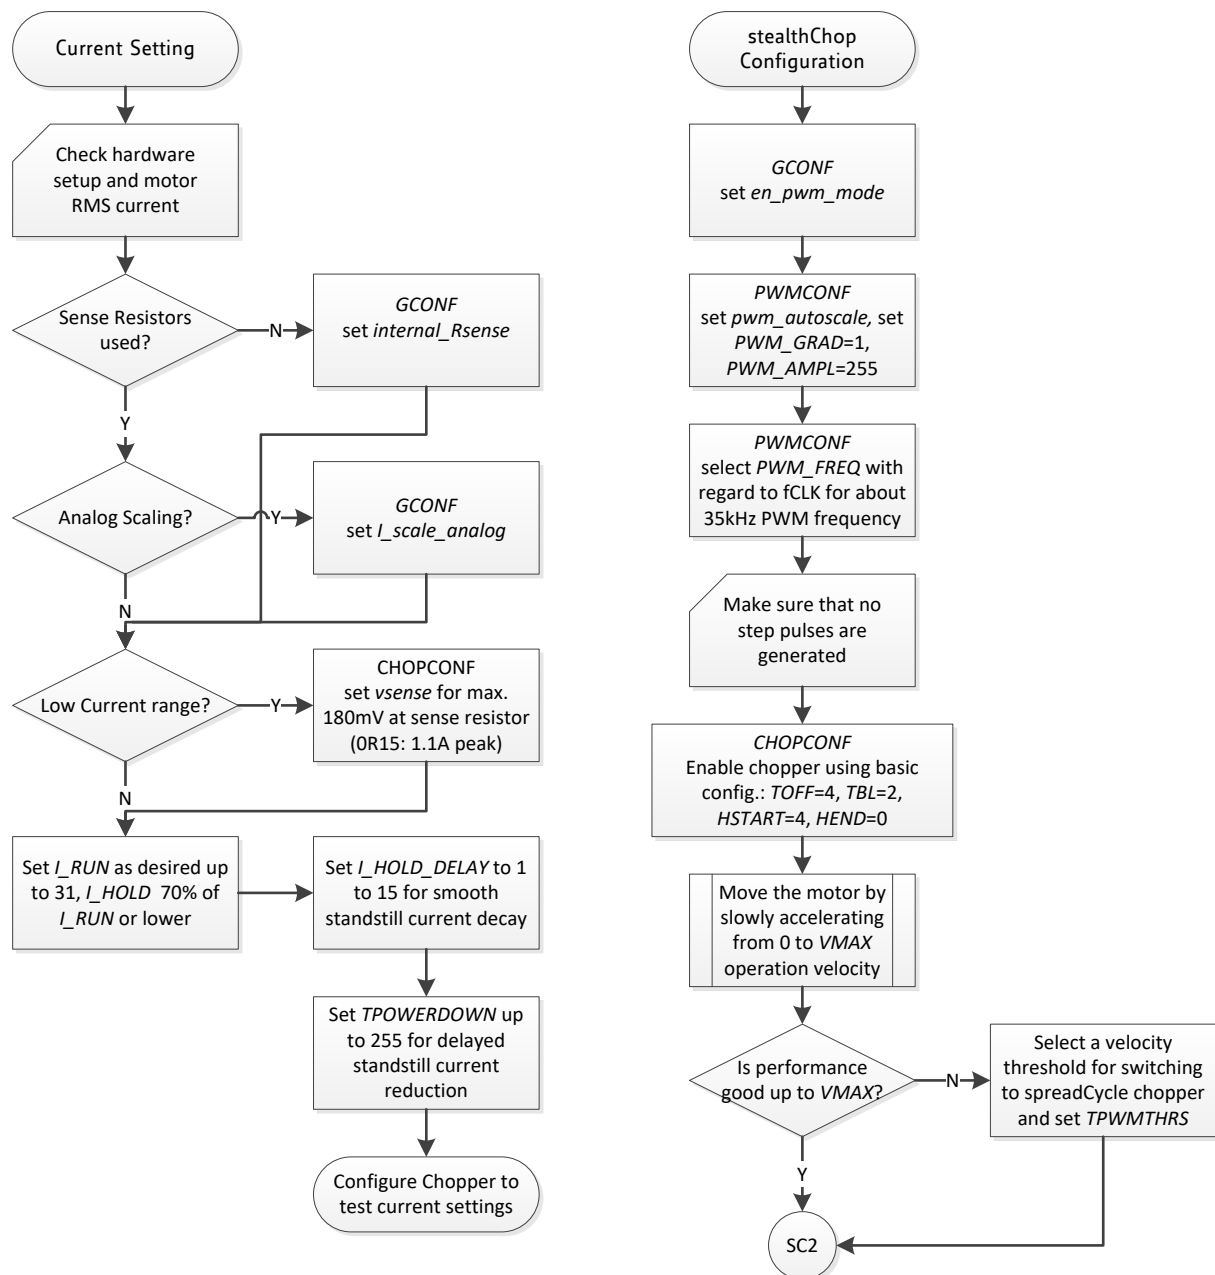 Current Setting
Check hardware
setup and motor
RMS current
Sense Resistors
used?
N
GCONF
set internal_Rsense
Y
Analog Scaling?
Y
GCONF
set I_scale_analog
N
Low Current range?
Y
CHOPCONF
set vsense for max.
180mV at sense resistor
(0R15: 1.1A peak)
N
Set I_RUN as desired up
to 31, I_HOLD 70% of
I_RUN or lower
Set I_HOLD_DELAY to 1
to 15 for smooth
standstill current decay
Set TPOWERDOWN up
to 255 for delayed
standstill current
reduction
Configure Chopper to
test current settings
stealthChop
Configuration
GCONF
set en_pwm_mode
PWMCONF
set pwm_autoscale, set
PWM_GRAD=1,
PWM_AMPL=255
PWMCONF
select PWM_FREQ with
regard to fCLK for about
35kHz PWM frequency
Make sure that no
step pulses are
generated
CHOPCONF
Enable chopper using basic
config.: TOFF=4, TBL=2,
HSTART=4, HEND=0
Move the motor by
slowly accelerating
from 0 to VMAX
operation velocity
Is performance
good up to VMAX?
N
Select a velocity
threshold for switching
to spreadCycle chopper
and set TPWMTHRS
Y
SC2